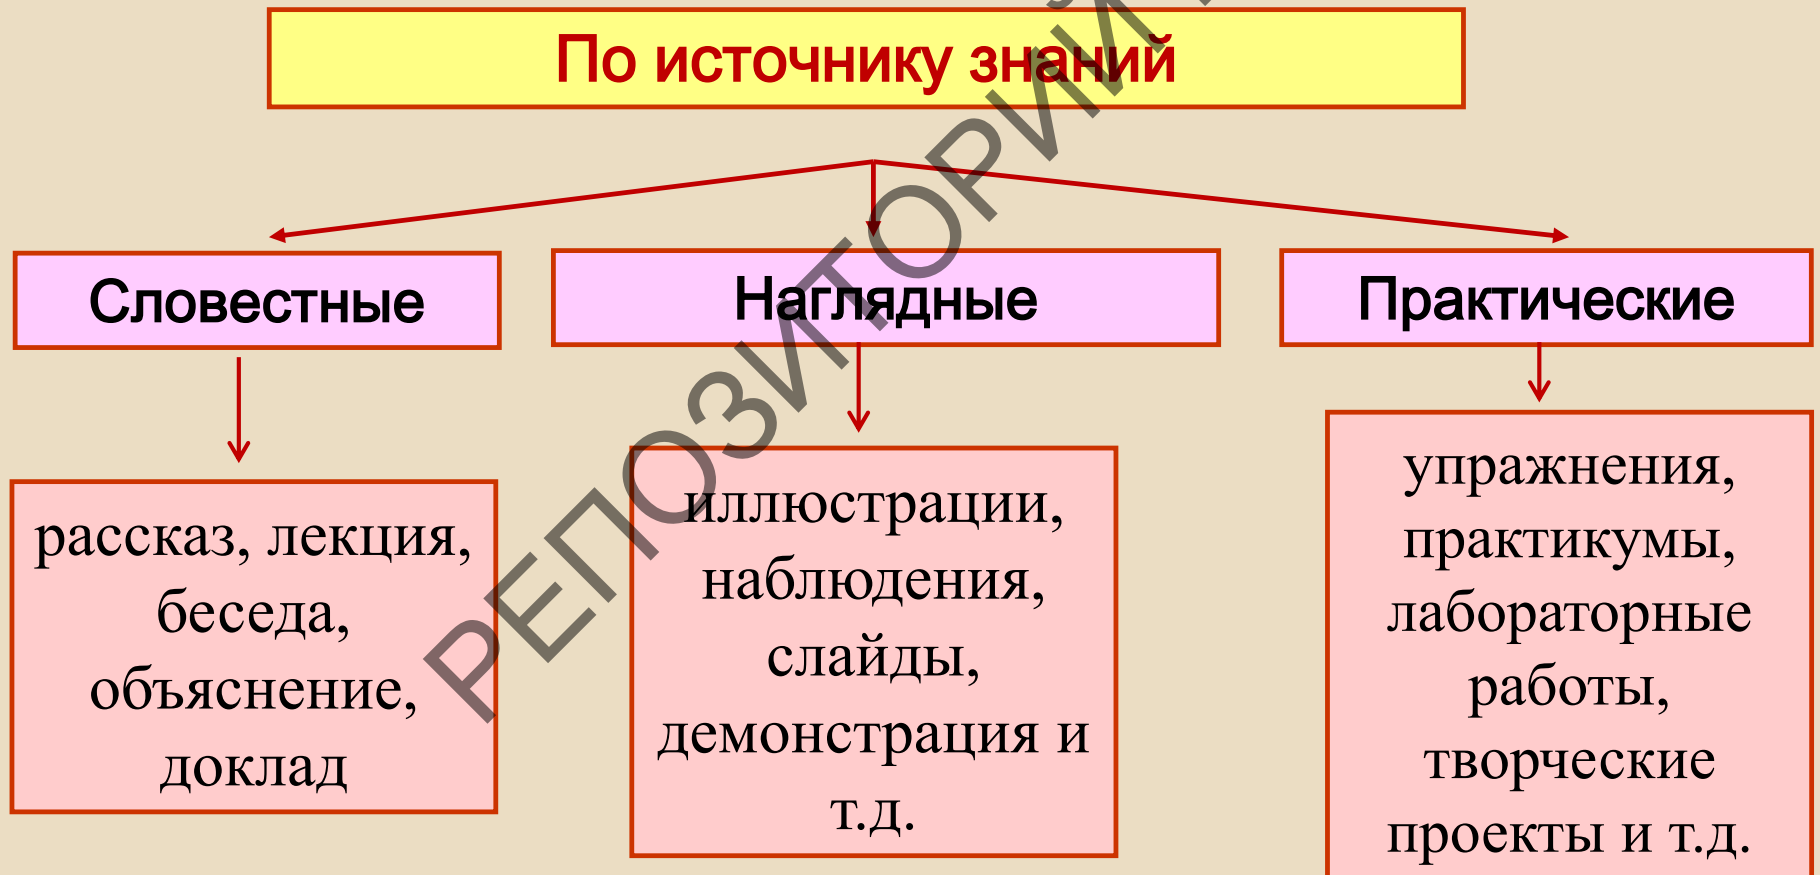 По источнику знаний
Словестные
Наглядные
Практические
рассказ, лекция,
беседа,
объяснение,
доклад
иллюстрации,
наблюдения,
слайды,
демонстрация и
т.д.
упражнения,
практикумы,
лабораторные
работы,
творческие
проекты и т.д.
РЕПОЗИТОРИЙ